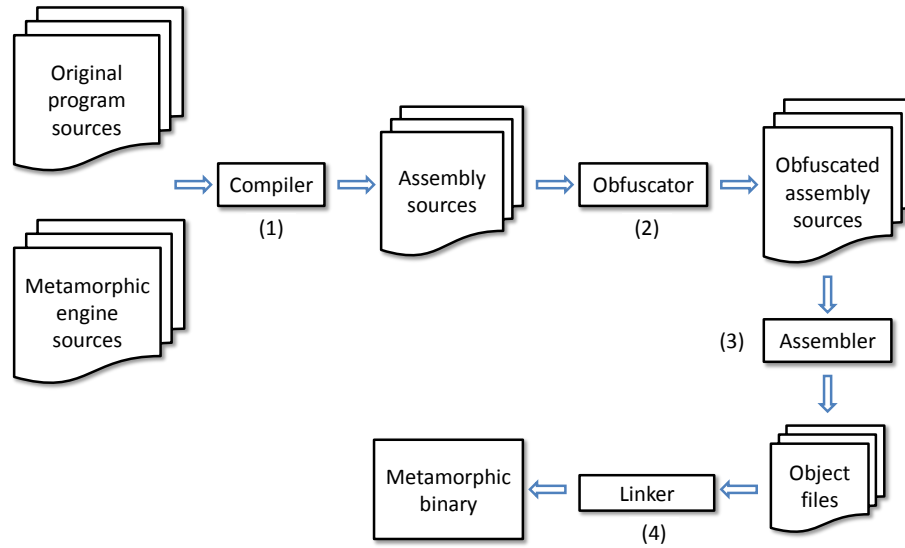 Original
program
sources
Metamorphic
engine
sources
Compiler
(1)
Assembly
sources
Obfuscator
(2)
Obfuscated
assembly
sources
(3)
Assembler
Object
files
Linker
(4)
Metamorphic
binary